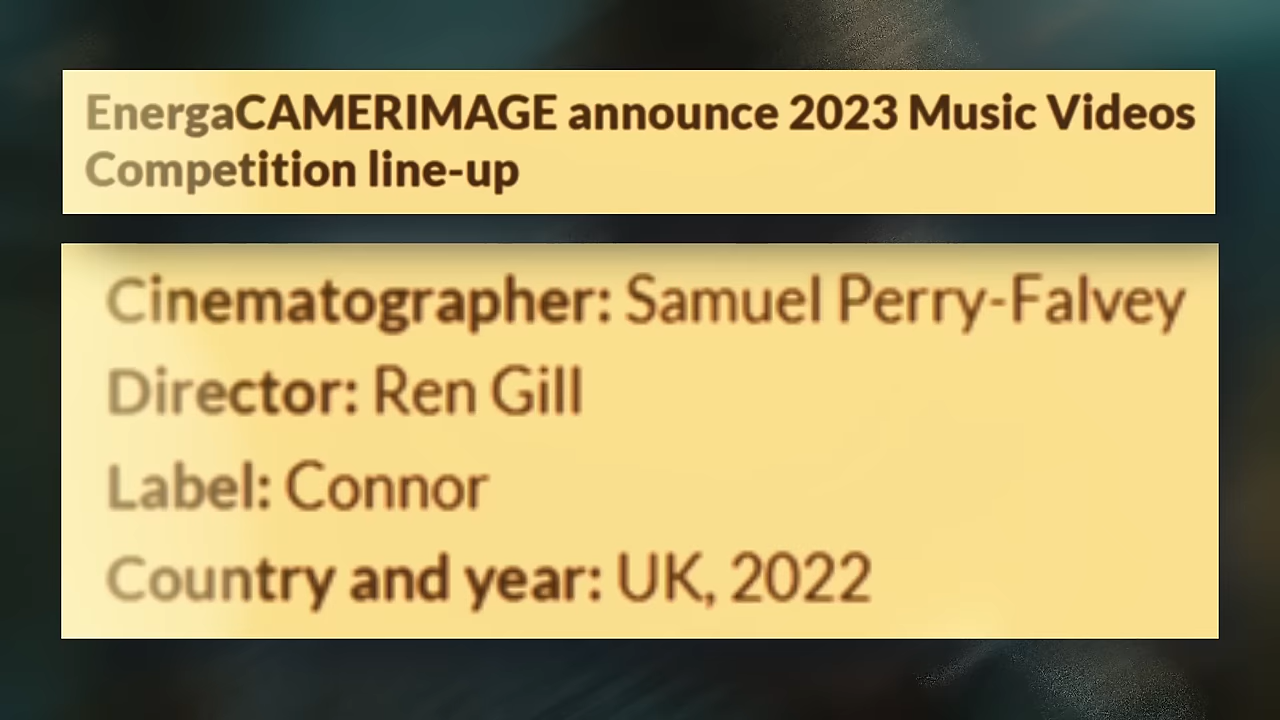 EnergaCAMERIMAGE announce 2023 Music Videos
Competition line-up
Cinematographer: Samuel Perry-Falvey
Director: Ren Gill
Label: Connor
Country and year: UK, 2022